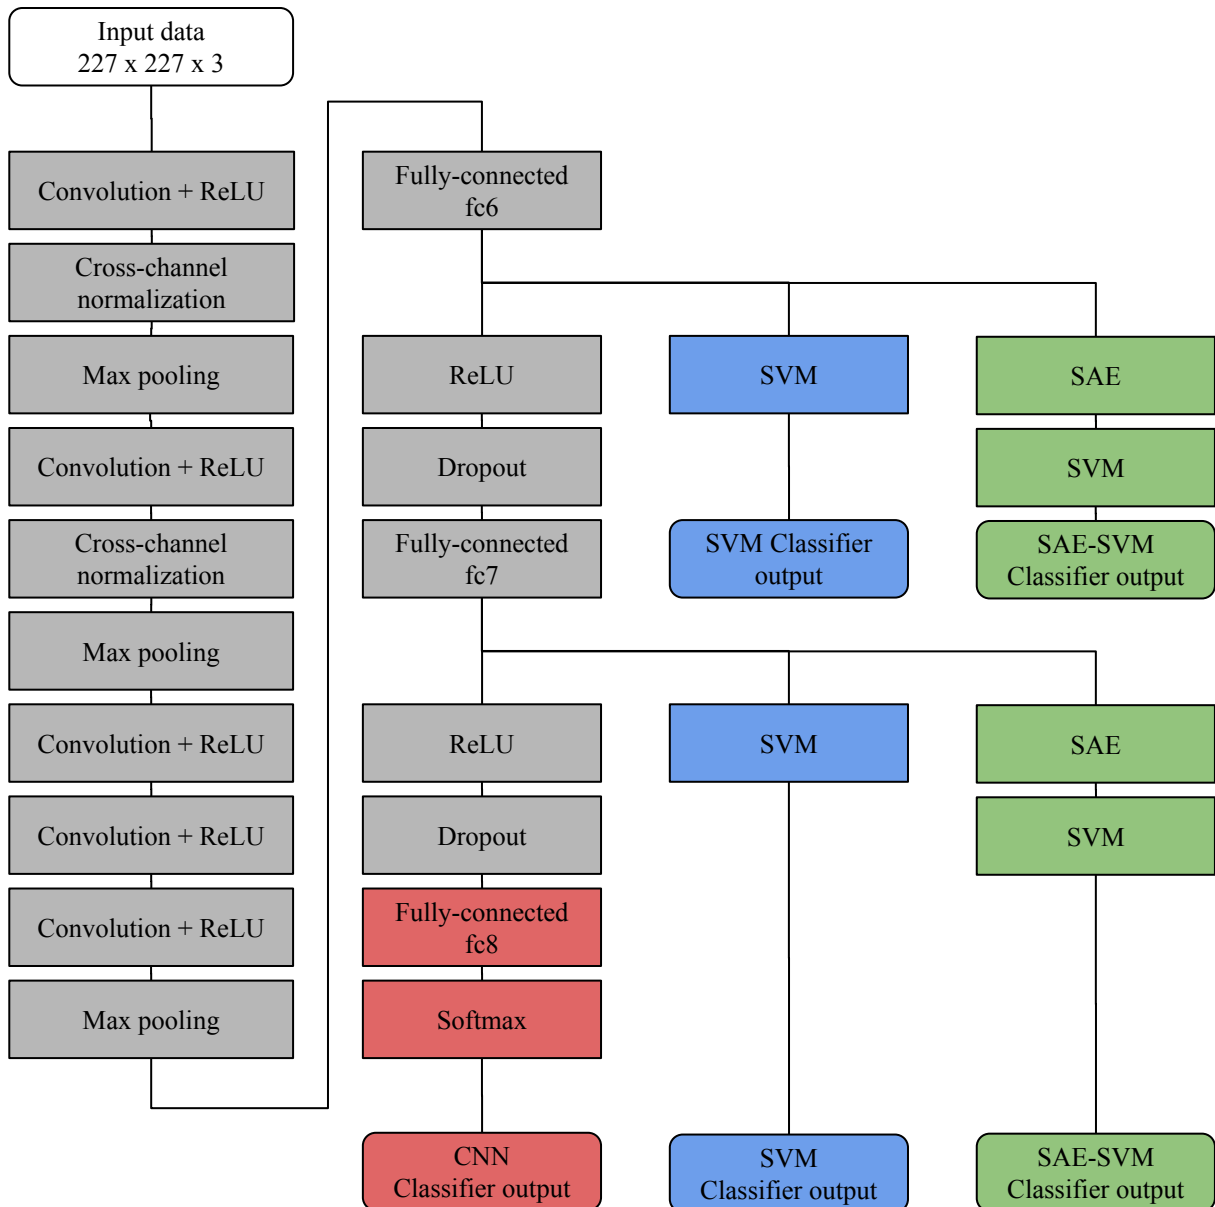 Input data
227 x 227 x 3
Convolution + ReLU
Cross-channel
normalization
Max pooling
Convolution + ReLU
Cross-channel
normalization
Max pooling
Convolution + ReLU
Convolution + ReLU
Convolution + ReLU
Max pooling
Fully-connected
fc6
ReLU
Dropout
Fully-connected
fc7
ReLU
Dropout
Fully-connected
fc8
Softmax
CNN
Classifier output
SVM
SVM Classifier
output
SVM
SVM
Classifier output
SAE
SVM
SAE-SVM
Classifier output
SAE
SVM
SAE-SVM
Classifier output